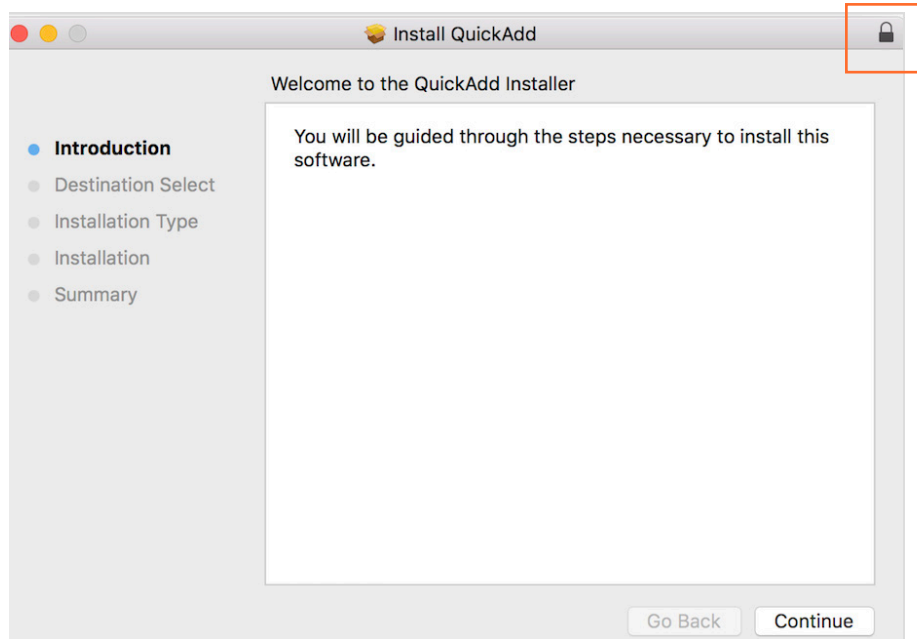 Install QuickAdd
Welcome to the QuickAdd Installer
Introduction
Destination Select
Installation Type
Installation
Summary
You will be guided through the steps necessary to install this
software.
Go Back
Continue